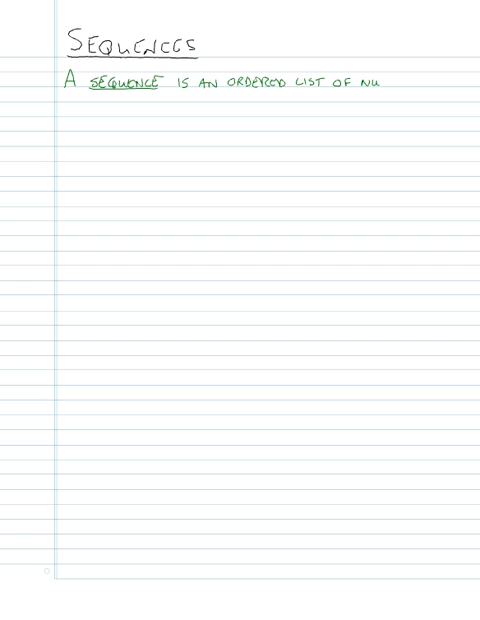 SEQUENCES
A SEQUENCE IS AN ORDERED LIST OF NU